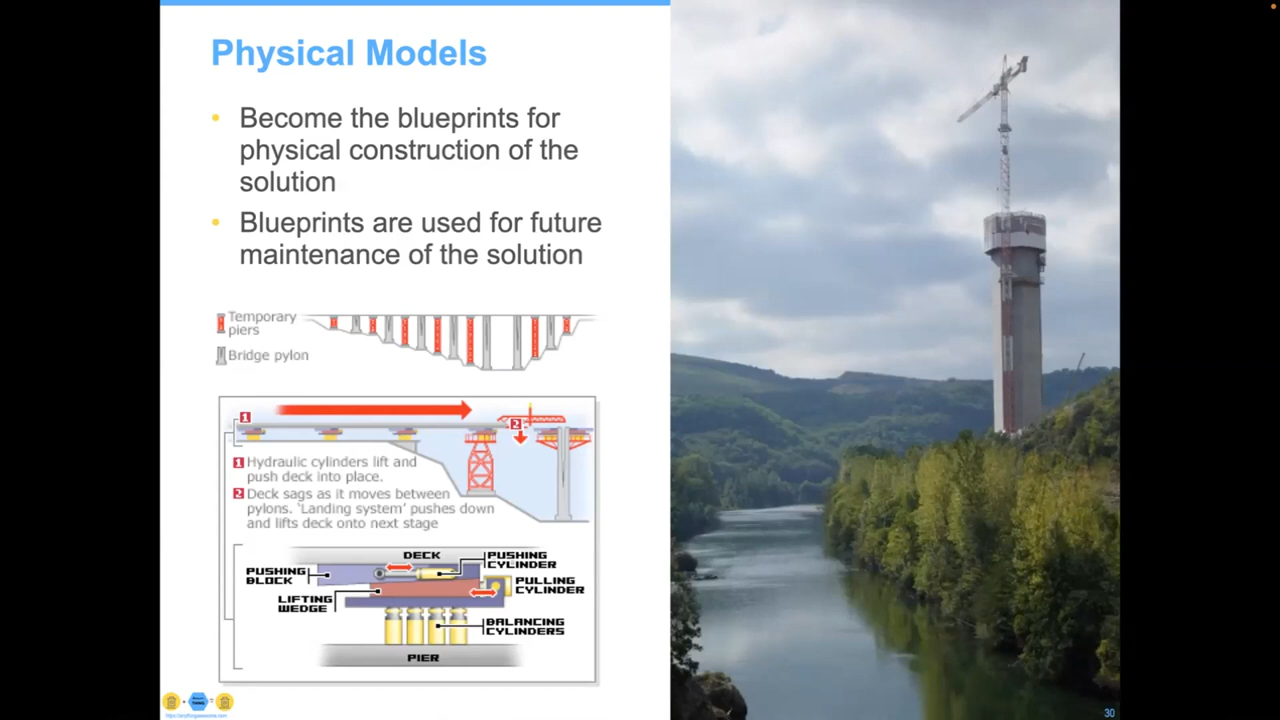 Physical Models
• Become the blueprints for
physical construction of the
solution
• Blueprints are used for future
maintenance of the solution
Temporary
piers
Bridge pylon
1
2
1 Hydraulic cylinders lift and
push deck into place.
2 Deck sags as it moves between
pylons. 'Landing system' pushes down
and lifts deck onto next stage
DECK
PUSHING
CYLINDER
PUSHING
BLOCK
PULLING
CYLINDER
LIFTING
WEDGE
BALANCING
CYLINDERS
PIER
https://anythingawesome.com
30